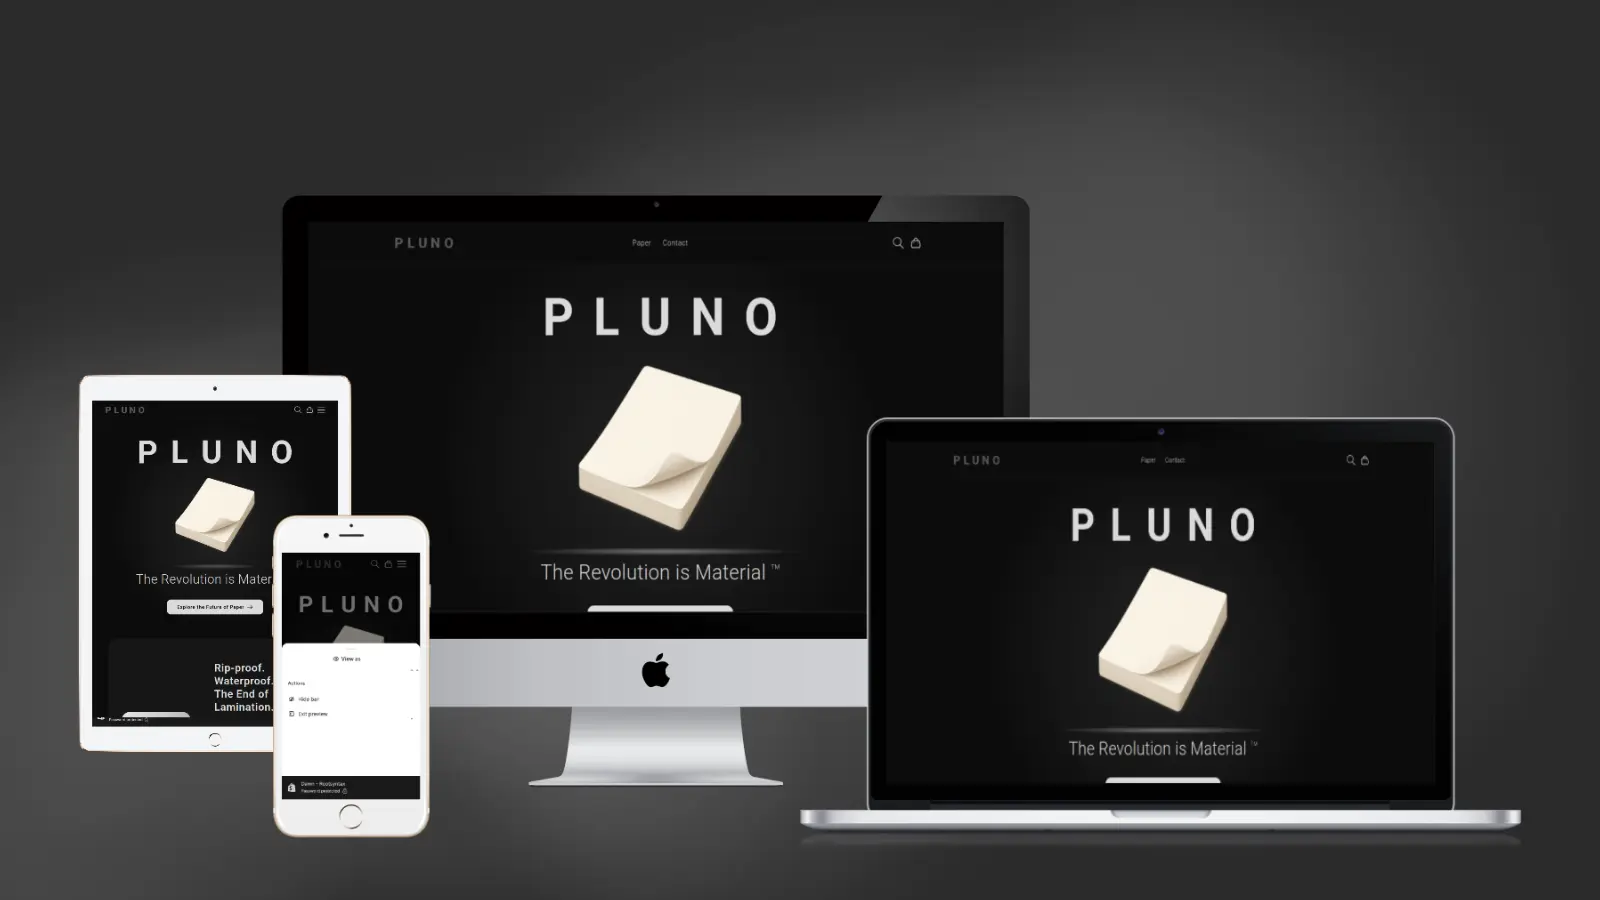 PLUNO
Paper Contact
PLUNO
The Revolution is Material ™
PLUNO
PLUNO
The Revolution is Mater
Explore the Future of Paper →
Rip-proof.
Waterproof.
The End of
Lamination.
PLUNO
PLUNO
View as
Actions
Hide bar
Exit preview
Password protected
PLUNO
Paper Contact
PLUNO
The Revolution is Material ™